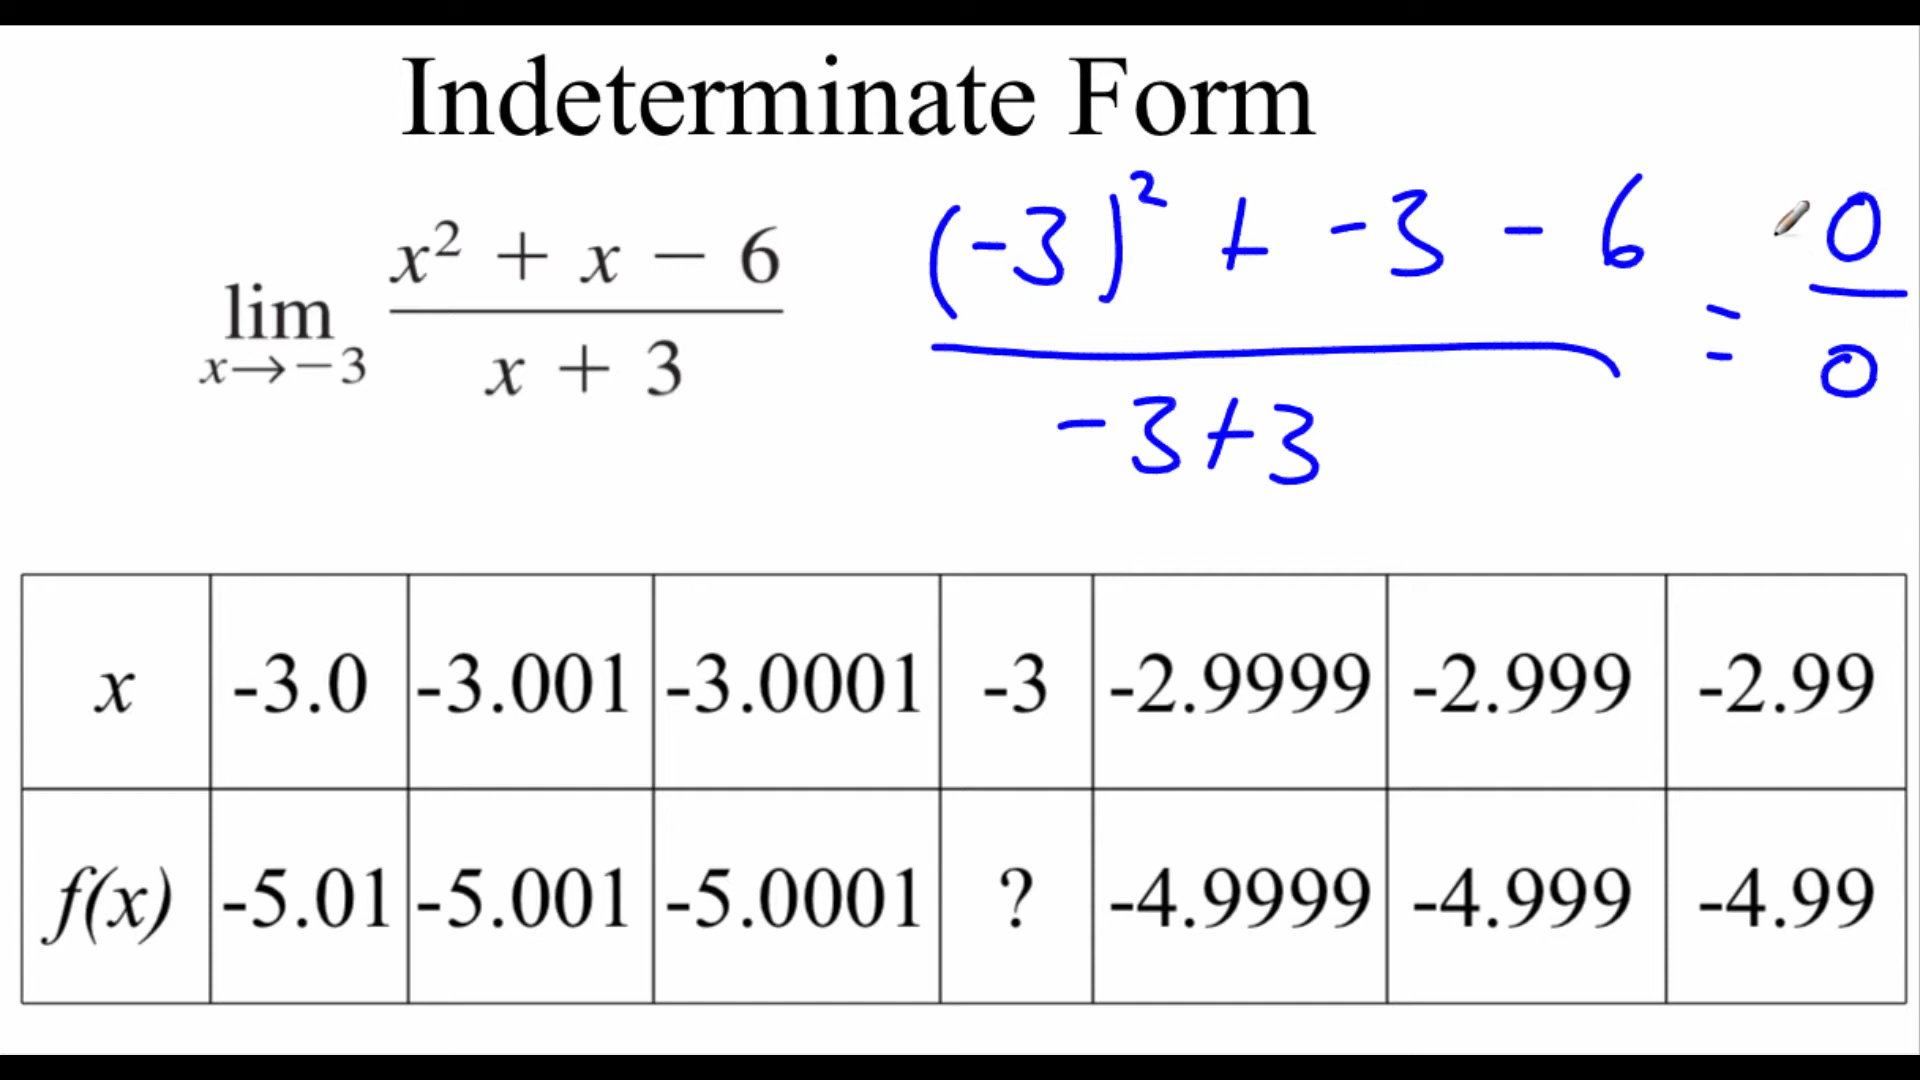 Indeterminate Form
lim x→−3 (x² + x − 6)/(x + 3)
((-3)² + -3 - 6)/(-3+3) = 0/0
x -3.0 -3.001 -3.0001 -3 -2.9999 -2.999 -2.99
f(x) -5.01 -5.001 -5.0001 ? -4.9999 -4.999 -4.99